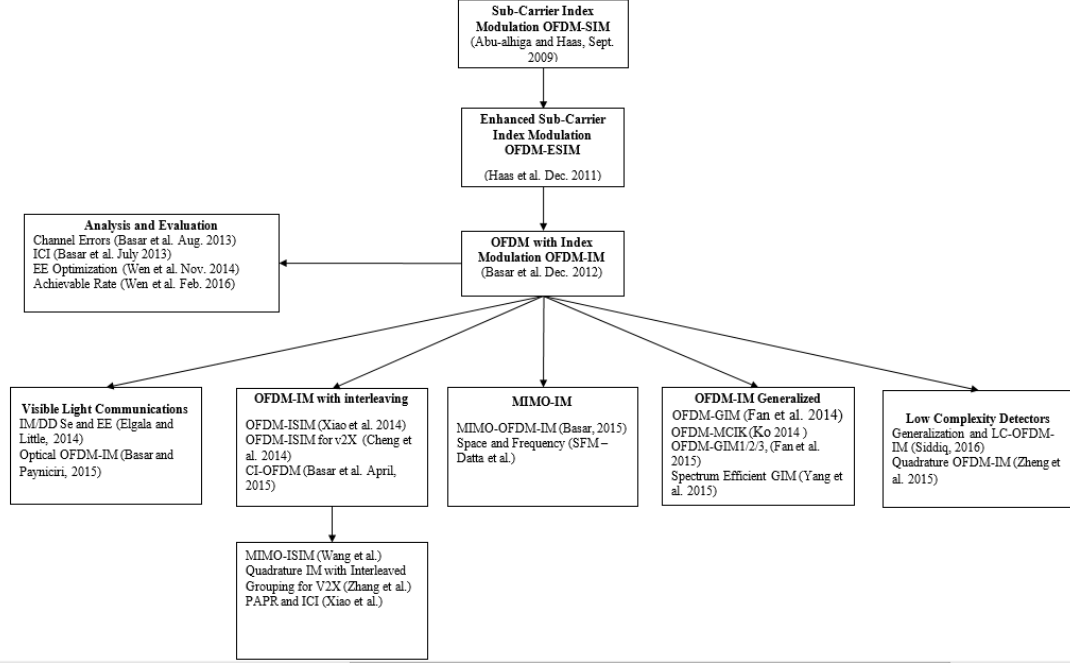 Sub-Carrier Index
Modulation OFDM-SIM
(Abu-alhiga and Haas, Sept.
2009)
Enhanced Sub-Carrier
Index Modulation
OFDM-ESIM
(Haas et al. Dec. 2011)
Analysis and Evaluation
Channel Errors (Basar et al. Aug. 2013)
ICI (Basar et al. July 2013)
EE Optimization (Wen et al. Nov. 2014)
Achievable Rate (Wen et al. Feb. 2016)
OFDM with Index
Modulation OFDM-IM
(Basar et al. Dec. 2012)
Visible Light Communications
IM/DD Se and EE (Elgala and
Little, 2014)
Optical OFDM-IM (Basar and
Payniciri, 2015)
OFDM-IM with interleaving
OFDM-ISIM (Xiao et al. 2014)
OFDM-ISIM for v2X (Cheng et
al. 2014)
CI-OFDM (Basar et al. April,
2015)
MIMO-IM
MIMO-OFDM-IM (Basar, 2015)
Space and Frequency (SFM –
Datta et al.)
OFDM-IM Generalized
OFDM-GIM (Fan et al. 2014)
OFDM-MCIK (Ko 2014 )
OFDM-GIM1/2/3, (Fan et al.
2015)
Spectrum Efficient GIM (Yang et
al. 2015)
Low Complexity Detectors
Generalization and LC-OFDM-
IM (Siddiq, 2016)
Quadrature OFDM-IM (Zheng et
al. 2015)
MIMO-ISIM (Wang et al.)
Quadrature IM with Interleaved
Grouping for V2X (Zhang et al.)
PAPR and ICI (Xiao et al.)